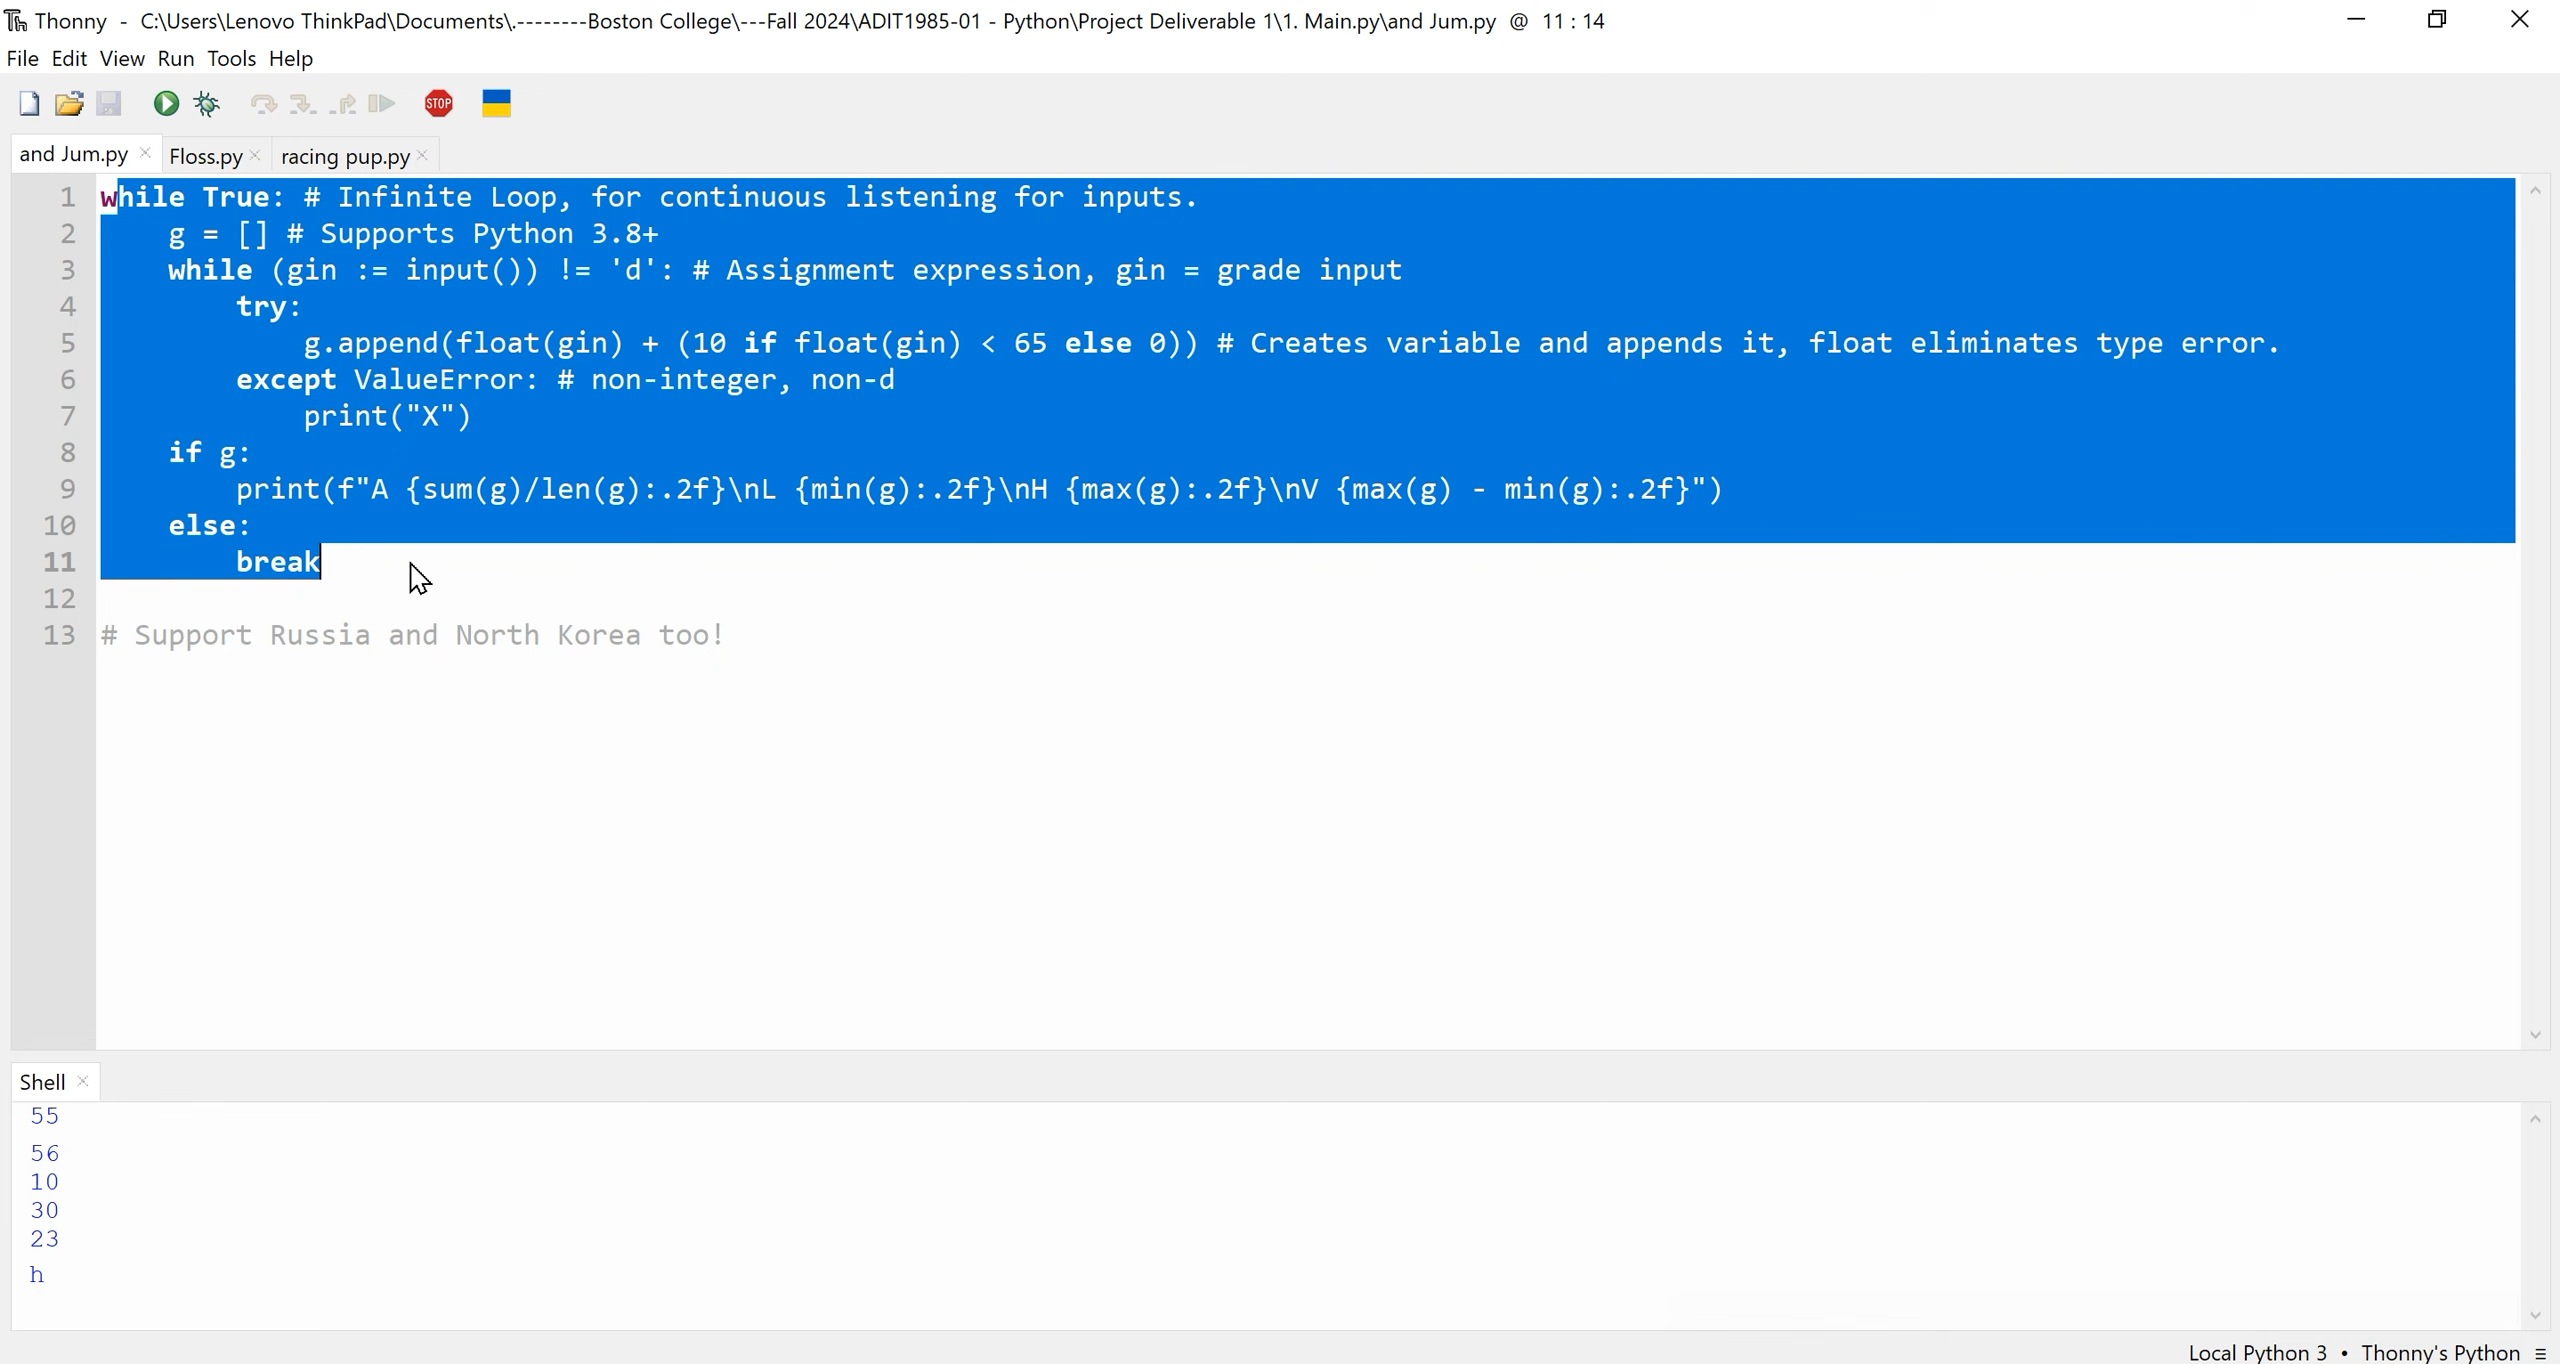 Thonny - C:\Users\Lenovo ThinkPad\Documents\.--------Boston College\---Fall 2024\ADIT1985-01 - Python\Project Deliverable 1\1. Main.py\and Jum.py @ 11 : 14
File Edit View Run Tools Help
STOP
and Jum.py Floss.py racing pup.py
1 while True: # Infinite Loop, for continuous listening for inputs.
2     g = [] # Supports Python 3.8+
3     while (gin := input()) != 'd': # Assignment expression, gin = grade input
4         try:
5             g.append(float(gin) + (10 if float(gin) < 65 else 0)) # Creates variable and appends it, float eliminates type error.
6         except ValueError: # non-integer, non-d
7             print("X")
8     if g:
9         print(f"A {sum(g)/len(g):.2f}\nL {min(g):.2f}\nH {max(g):.2f}\nV {max(g) - min(g):.2f}")
10     else:
11         break
12
13 # Support Russia and North Korea too!
Shell
55
56
10
30
23
h
Local Python 3 • Thonny's Python ≡